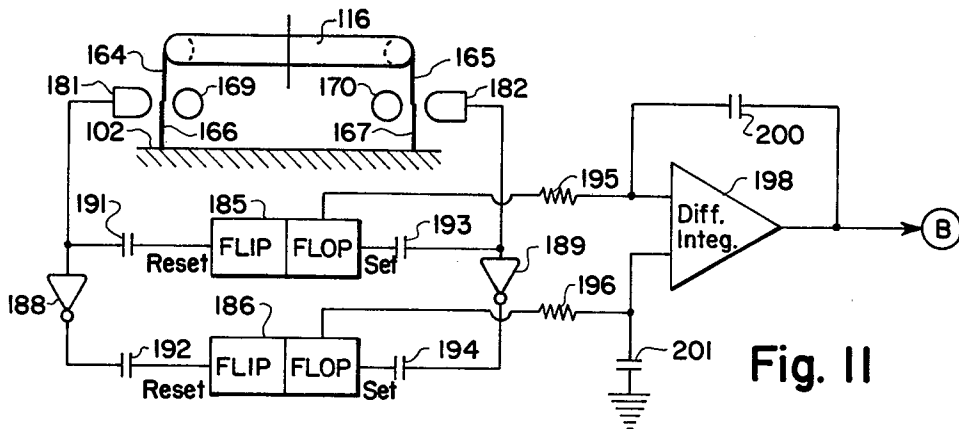 116
164
165
181
169
170
182
102
166
167
200
195
198
191
185
193
Diff.
Integ.
B
FLIP
FLOP
Reset
Set
189
188
186
196
192
194
201
FLIP
FLOP
Reset
Set
Fig. 11